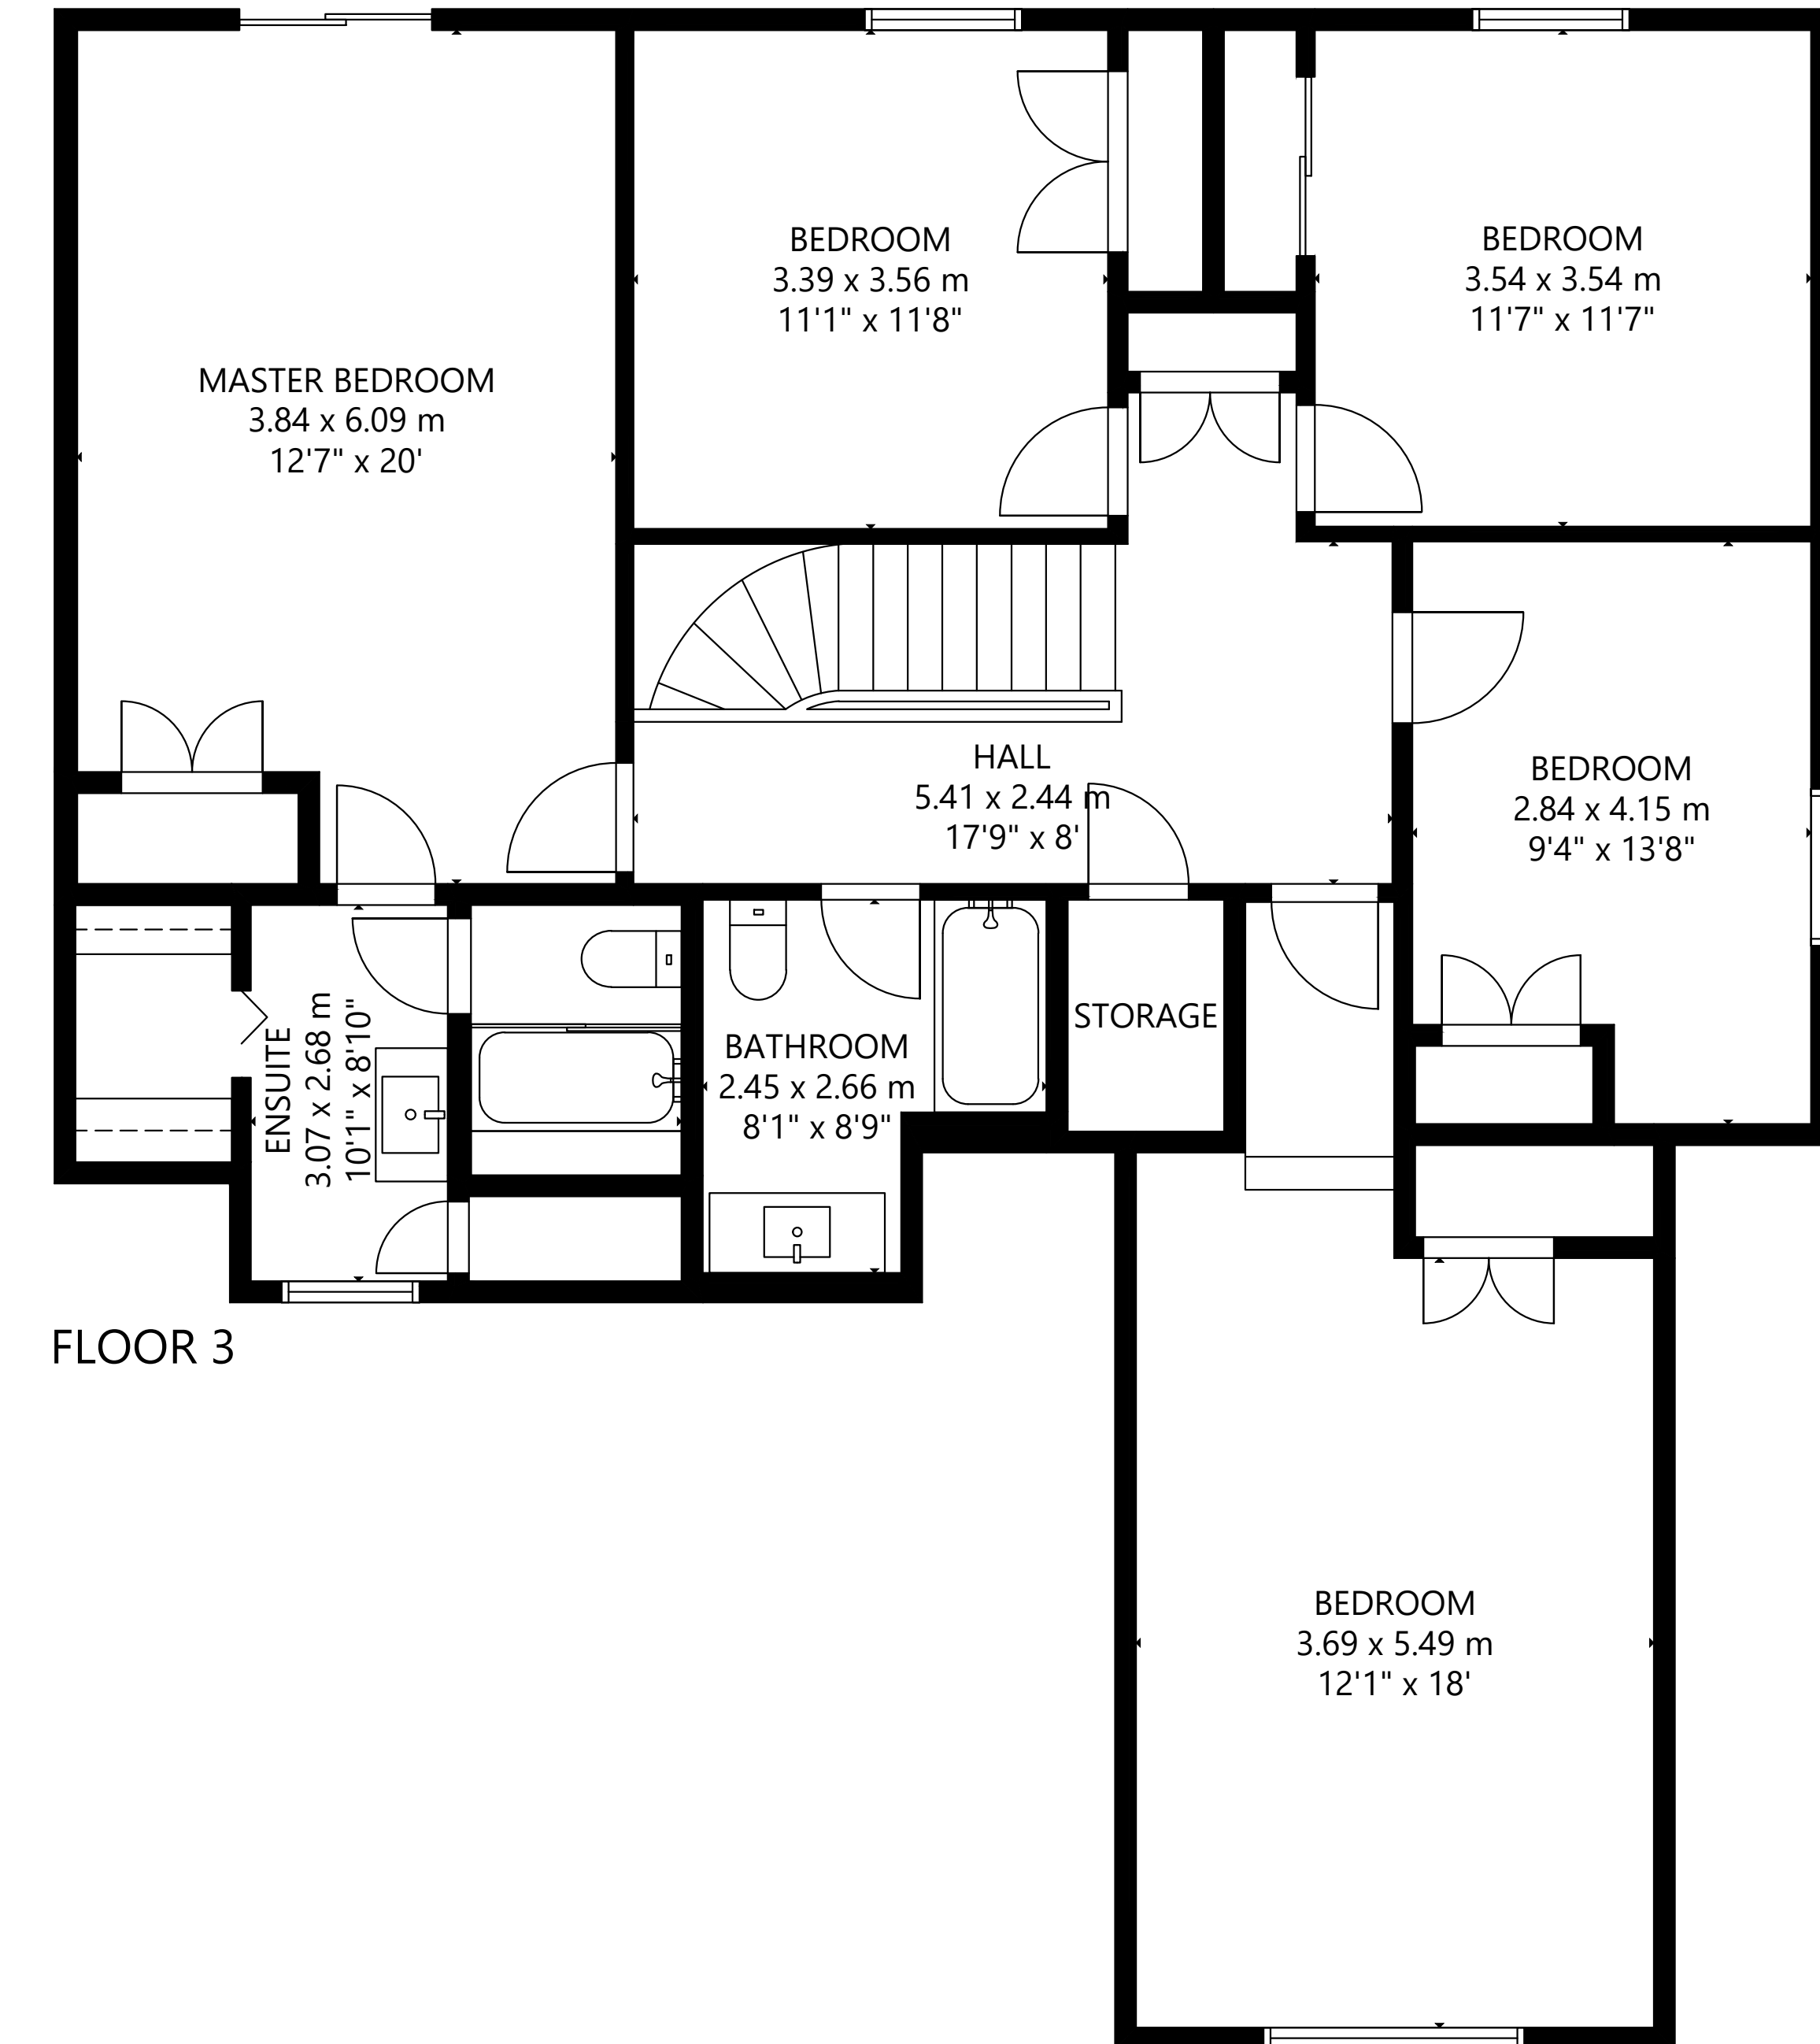 BEDROOM
3.39 x 3.56 m
11'1" x 11'8"
BEDROOM
3.54 x 3.54 m
11'7" x 11'7"
MASTER BEDROOM
3.84 x 6.09 m
12'7" x 20'
HALL
5.41 x 2.44 m
17'9" x 8'
BEDROOM
2.84 x 4.15 m
9'4" x 13'8"
ENSUITE
3.07 x 2.68 m
10'1" x 8'10"
BATHROOM
2.45 x 2.66 m
8'1" x 8'9"
STORAGE
FLOOR 3
BEDROOM
3.69 x 5.49 m
12'1" x 18'